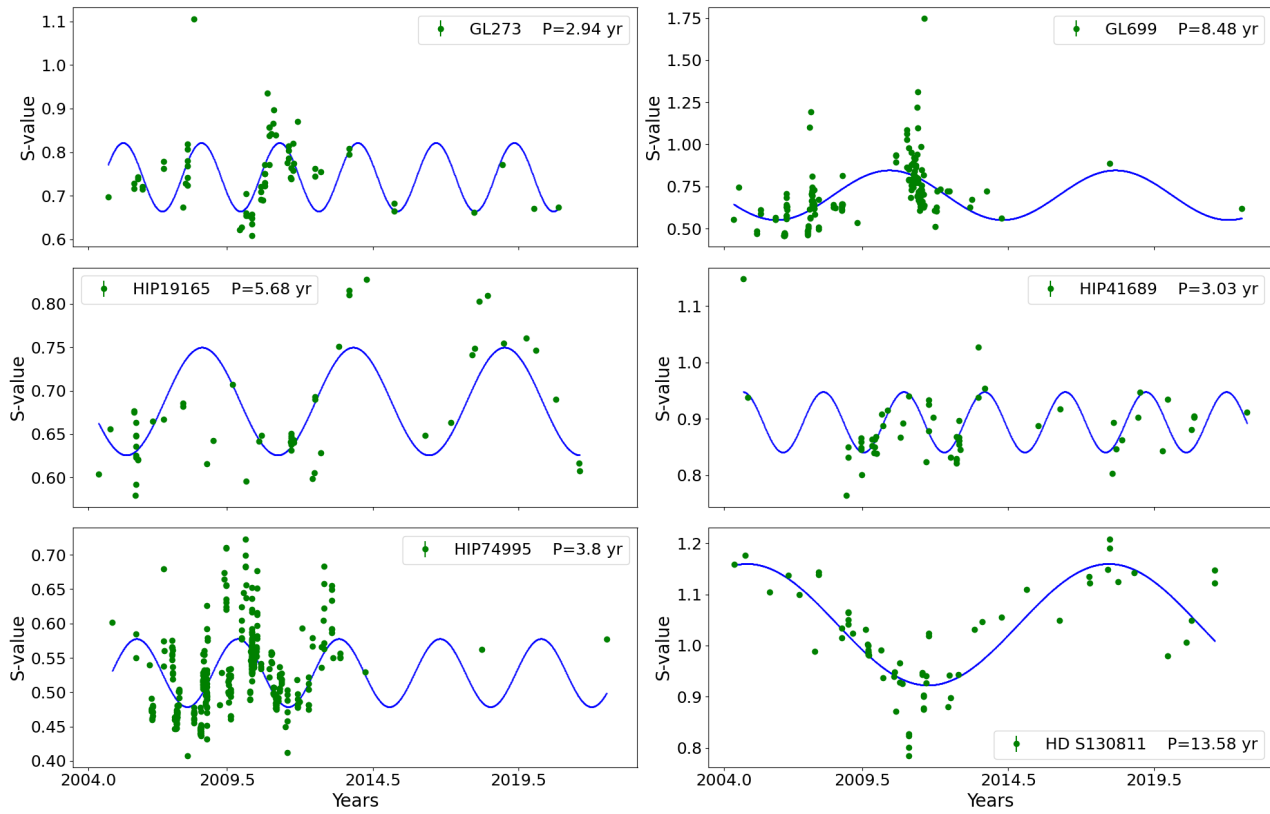 GL273 P=2.94 yr
S-value
1.1
1.0
0.9
0.8
0.7
0.6
GL699 P=8.48 yr
S-value
1.75
1.50
1.25
1.00
0.75
0.50
HIP19165 P=5.68 yr
S-value
0.80
0.75
0.70
0.65
0.60
HIP41689 P=3.03 yr
S-value
1.1
1.0
0.9
0.8
HIP74995 P=3.8 yr
S-value
0.70
0.65
0.60
0.55
0.50
0.45
0.40
2004.0 2009.5 2014.5 2019.5
Years
HD S130811 P=13.58 yr
S-value
1.2
1.1
1.0
0.9
0.8
2004.0 2009.5 2014.5 2019.5
Years